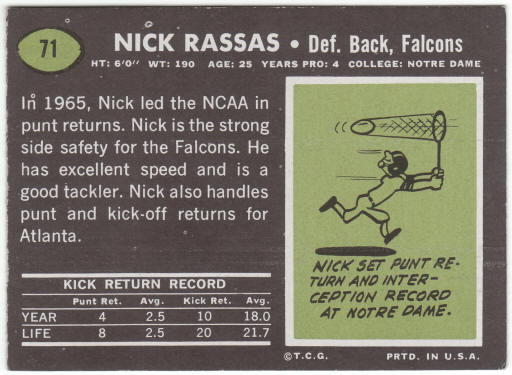 71
NICK RASSAS • Def. Back, Falcons
HT: 6'0" WT: 190 AGE: 25 YEARS PRO: 4 COLLEGE: NOTRE DAME
In 1965, Nick led the NCAA in
punt returns. Nick is the strong
side safety for the Falcons. He
has excellent speed and is a
good tackler. Nick also handles
punt and kick-off returns for
Atlanta.
KICK RETURN RECORD
Punt Ret. Avg. Kick Ret. Avg.
YEAR 4 2.5 10 18.0
LIFE 8 2.5 20 21.7
NICK SET PUNT RE-
TURN AND INTER-
CEPTION RECORD
AT NOTRE DAME.
©T.C.G. PRTD. IN U.S.A.